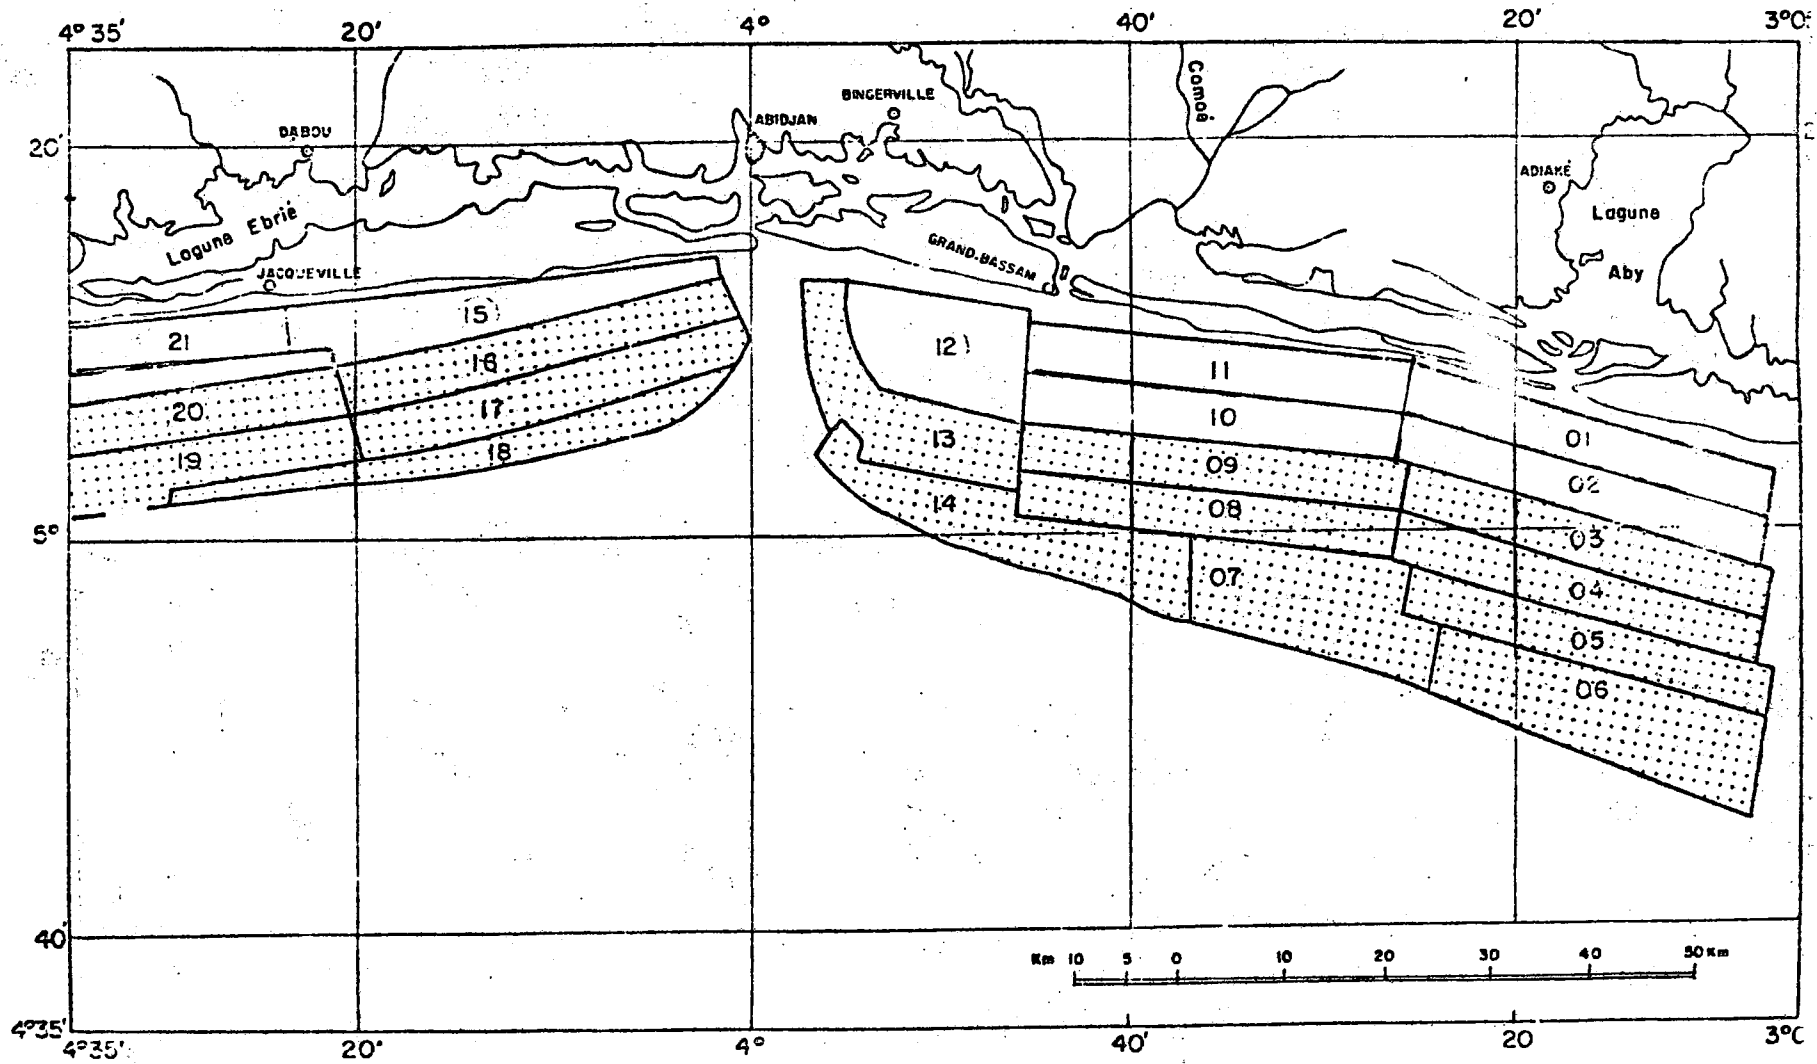 4° 35' 20' 4° 40' 20' 3°0
Comoé
BINGERVILLE
ABIDJAN
DABOU
20'
ADIAKÉ
Lagune Ebrié
Lagune
Aby
GRAND-BASSAM
JACQUEVILLE
15
21
12
11
16
10
20
17
13
01
18
09
19
02
14
08
5°
03
07
04
05
06
40'
Km 10 5 0 10 20 30 40 50 Km
4°35'
4°35' 20' 4° 40' 20' 3°